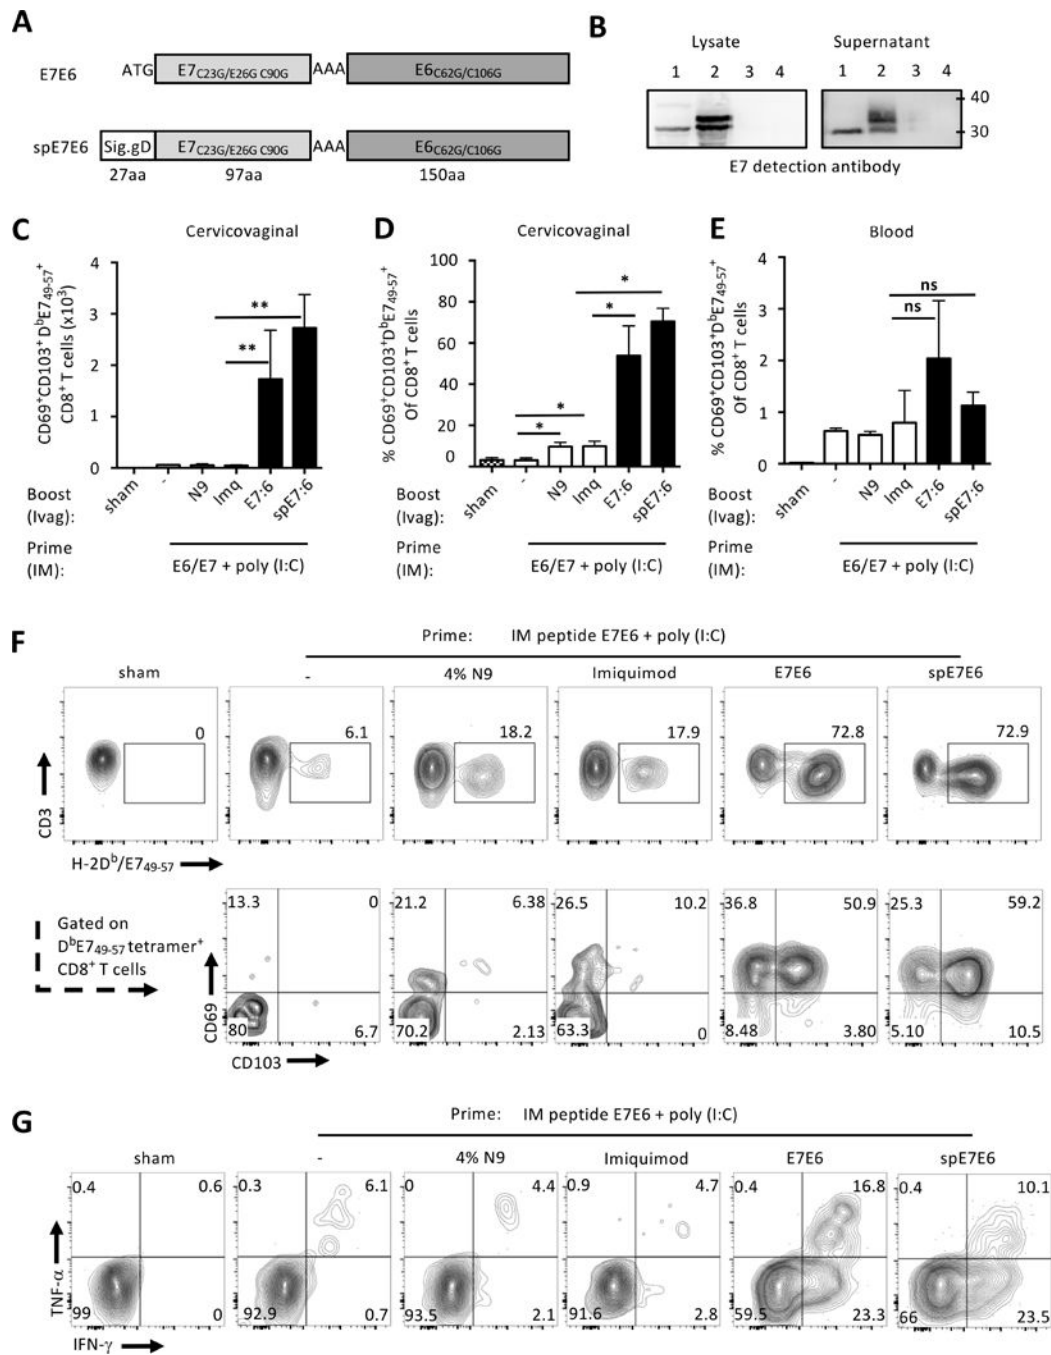 A
E7E6 ATG E7C23G/E26G C90G AAA E6C62G/C106G
spE7E6 Sig.gD E7C23G/E26G C90G AAA E6C62G/C106G
27aa 97aa 150aa
B
Lysate Supernatant
1 2 3 4 1 2 3 4
40
30
E7 detection antibody
C
Cervicovaginal
CD69+CD103+ DbE749-57+
CD8+ T cells (x103)
4
3
2
1
0
** **
Boost (Ivag): sham - N9 Imq E7:6 spE7:6
Prime (IM): E6/E7 + poly (I:C)
D
Cervicovaginal
% CD69+CD103+DbE749-57+
Of CD8+ T cells
100
80
60
40
20
0
* * * *
Boost (Ivag): sham - N9 Imq E7:6 spE7:6
Prime (IM): E6/E7 + poly (I:C)
E
Blood
% CD69+CD103+DbE749-57+
Of CD8+ T cells
4
3
2
1
0
ns
ns
Boost (Ivag): sham - N9 Imq E7:6 spE7:6
Prime (IM): E6/E7 + poly (I:C)
F
Prime: IM peptide E7E6 + poly (I:C)
sham - 4% N9 Imiquimod E7E6 spE7E6
0 6.1 18.2 17.9 72.8 72.9
CD3
H-2Db/E749-57
Gated on
DbE749-57 tetramer+
CD8+ T cells
13.3 0 21.2 6.38 26.5 10.2 36.8 50.9 25.3 59.2
80 6.7 70.2 2.13 63.3 0 8.48 3.80 5.10 10.5
CD69
CD103
G
Prime: IM peptide E7E6 + poly (I:C)
sham - 4% N9 Imiquimod E7E6 spE7E6
0.4 0.6 0.3 6.1 0 4.4 0.9 4.7 0.4 16.8 0.4 10.1
99 0 92.9 0.7 93.5 2.1 91.6 2.8 59.5 23.3 66 23.5
TNF-α
IFN-γ